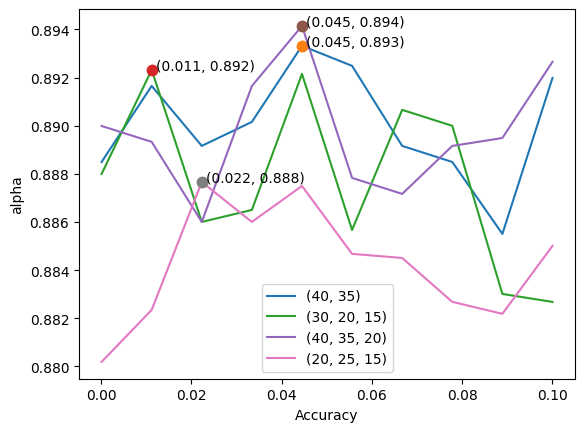 0.894
0.892
0.890
0.888
0.886
0.884
0.882
0.880
alpha
(0.045, 0.894)
(0.045, 0.893)
(0.011, 0.892)
(0.022, 0.888)
(40, 35)
(30, 20, 15)
(40, 35, 20)
(20, 25, 15)
0.00 0.02 0.04 0.06 0.08 0.10
Accuracy